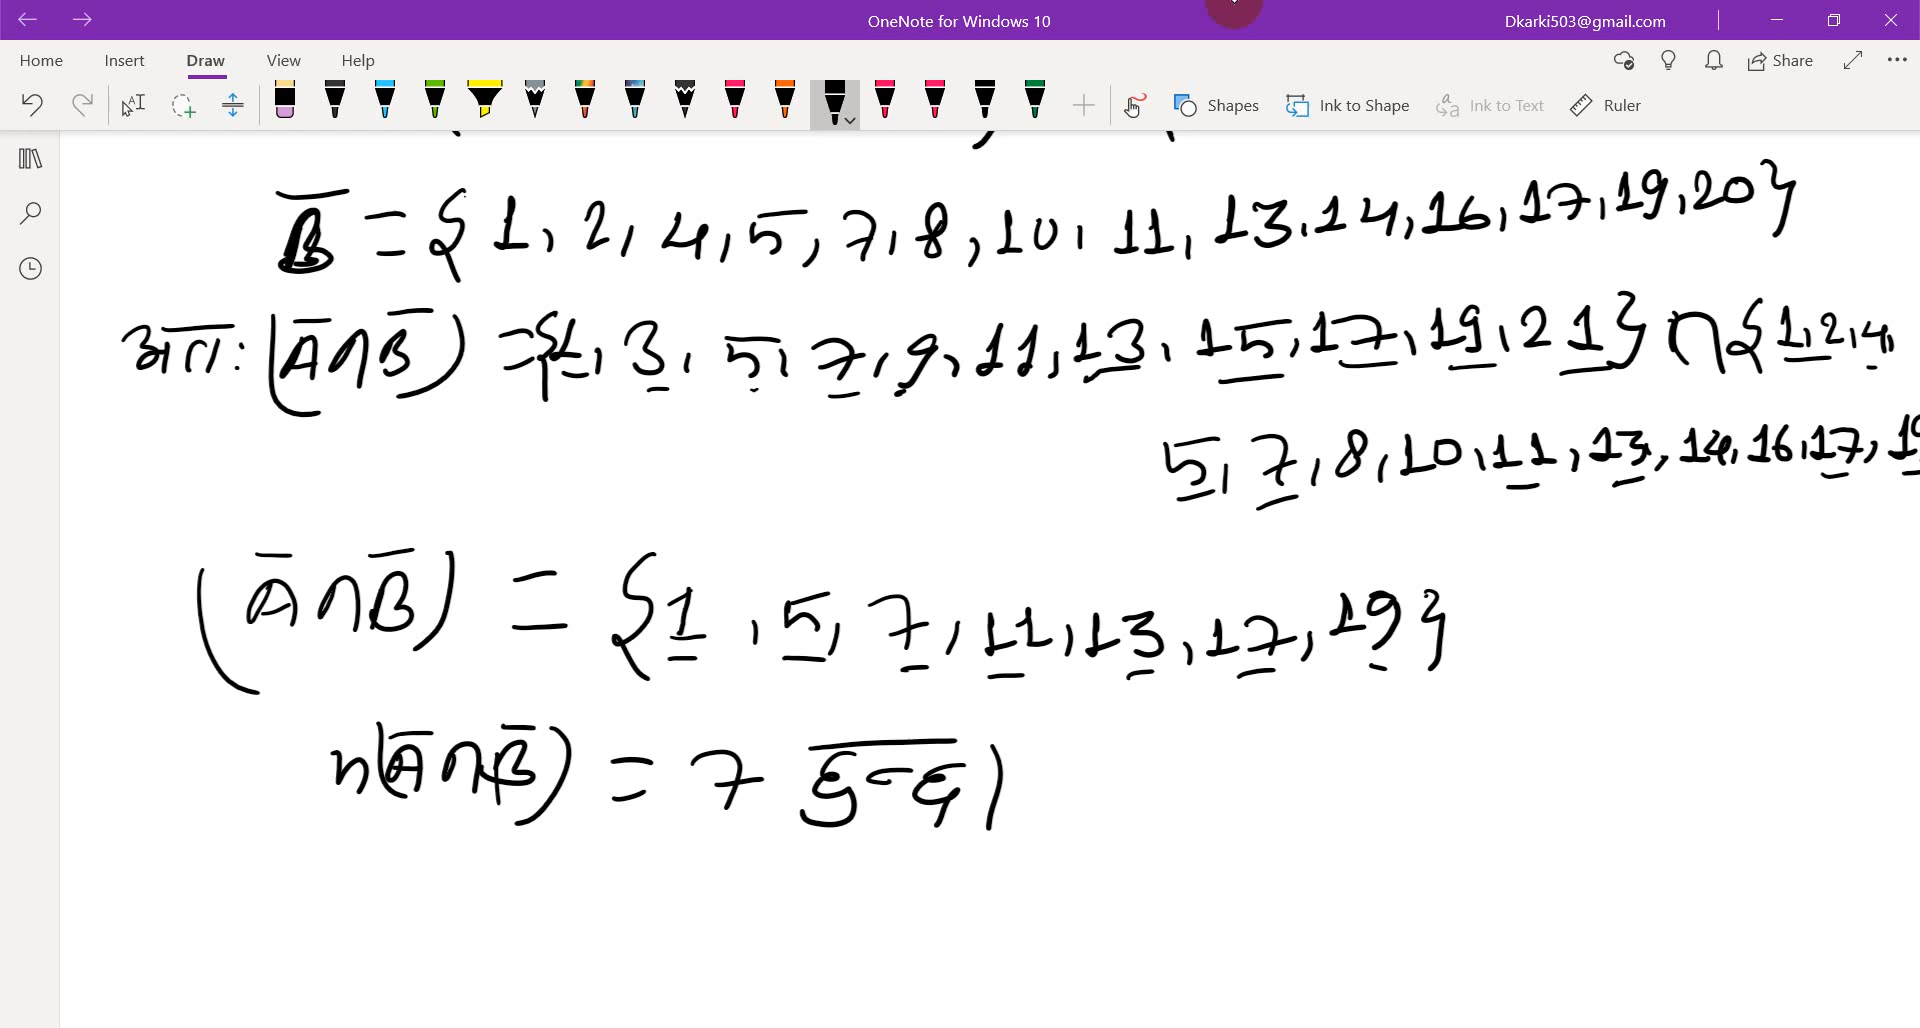 OneNote for Windows 10
Dkarki503@gmail.com
Home Insert Draw View Help
Share
Shapes Ink to Shape Ink to Text Ruler
B̅ = { 1, 2, 4, 5, 7, 8, 10, 11, 13, 14, 16, 17, 19, 20 }
अतः (A̅ ∩ B̅) = {1, 3, 5, 7, 9, 11, 13, 15, 17, 19, 21} ∩ {1, 2, 4,
5, 7, 8, 10, 11, 13, 14, 16, 17, 19
(A̅ ∩ B̅) = {1, 5, 7, 11, 13, 17, 19}
n(A̅ ∩ B̅) = 7